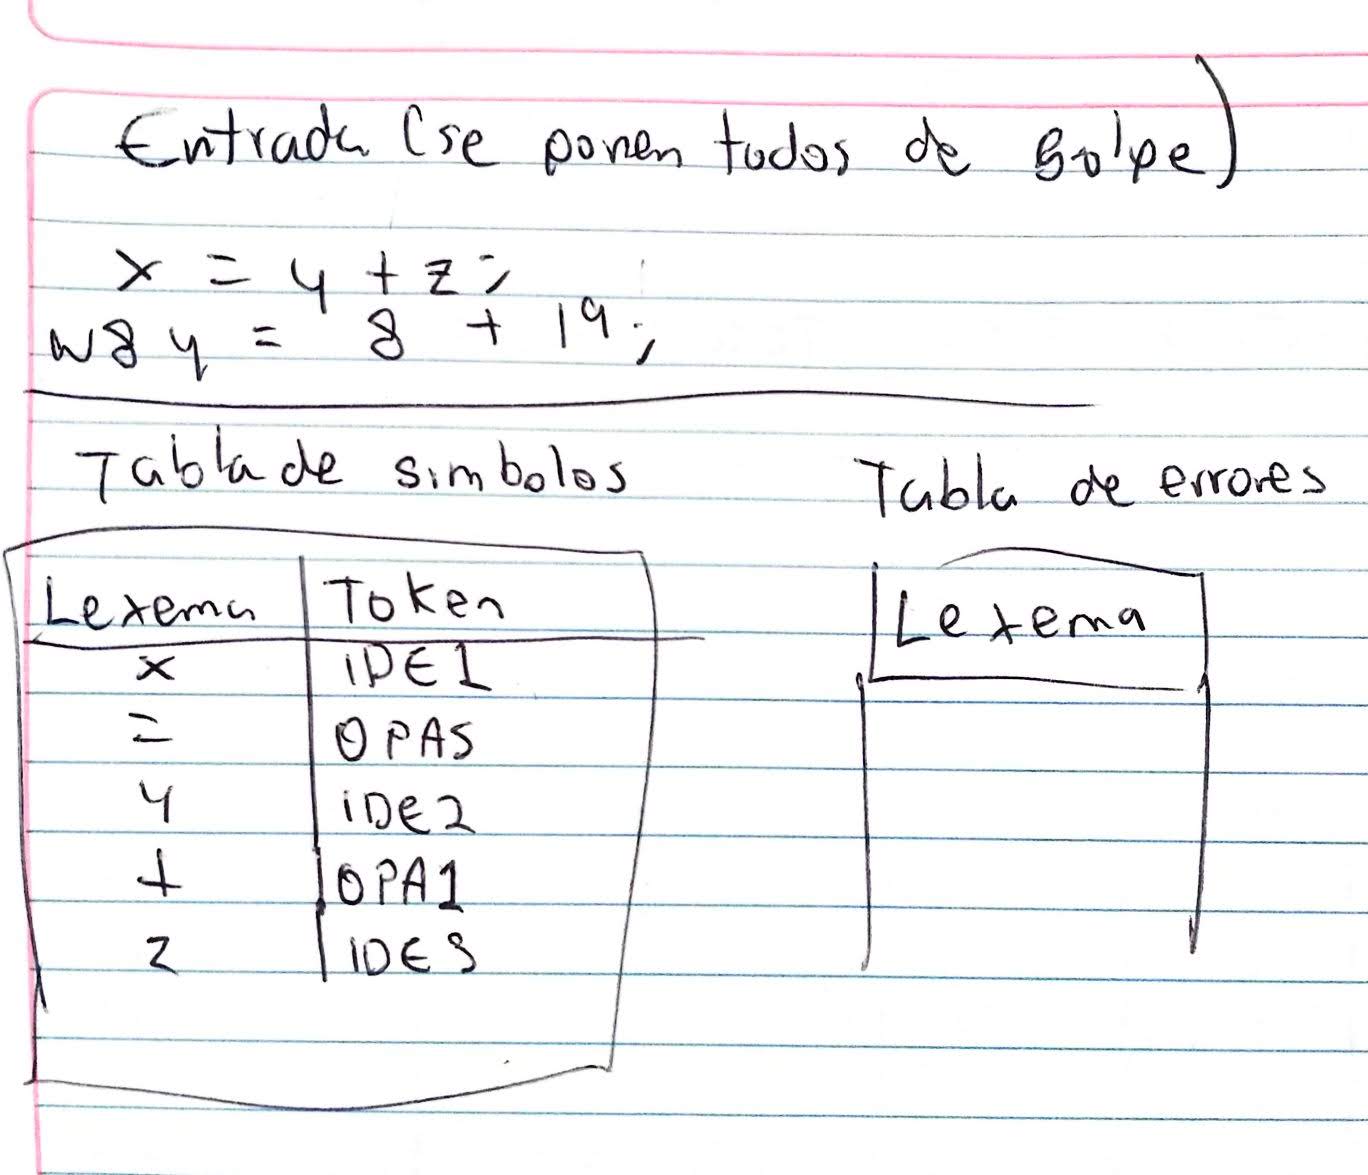 Entrada (se ponen todos de golpe)
x = y + z;
w8y = 8 + 19;
Tabla de simbolos
Tabla de errores
Lexema Token
Lexema
x IDE1
= OPAS
y IDE2
+ OPA1
z IDE3